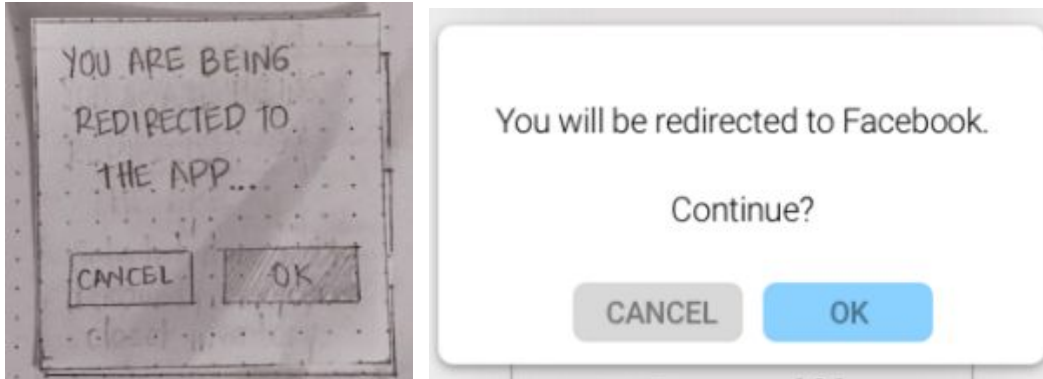 YOU ARE BEING
REDIRECTED TO
THE APP...
CANCEL OK
You will be redirected to Facebook.
Continue?
CANCEL OK